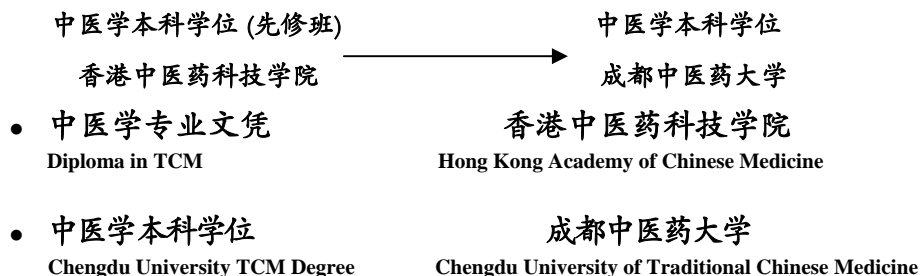 中医学本科学位 (先修班) 中医学本科学位
香港中医药科技学院 成都中医药大学
• 中医学专业文凭 香港中医药科技学院
Diploma in TCM Hong Kong Academy of Chinese Medicine
• 中医学本科学位 成都中医药大学
Chengdu University TCM Degree Chengdu University of Traditional Chinese Medicine